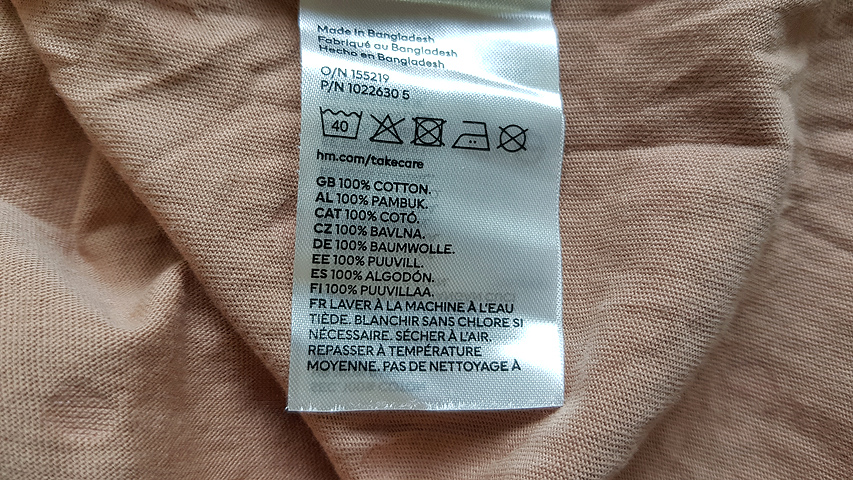 Made in Bangladesh
Fabriqué au Bangladesh
Hecho en Bangladesh
O/N 155219
P/N 1022630 5
40
hm.com/takecare
GB 100% COTTON.
AL 100% PAMBUK.
CAT 100% COTÓ.
CZ 100% BAVLNA.
DE 100% BAUMWOLLE.
EE 100% PUUVILL.
ES 100% ALGODÓN.
FI 100% PUUVILLAA.
FR LAVER À LA MACHINE À L'EAU
TIÈDE. BLANCHIR SANS CHLORE SI
NÉCESSAIRE. SÉCHER À L'AIR.
REPASSER À TEMPÉRATURE
MOYENNE. PAS DE NETTOYAGE À